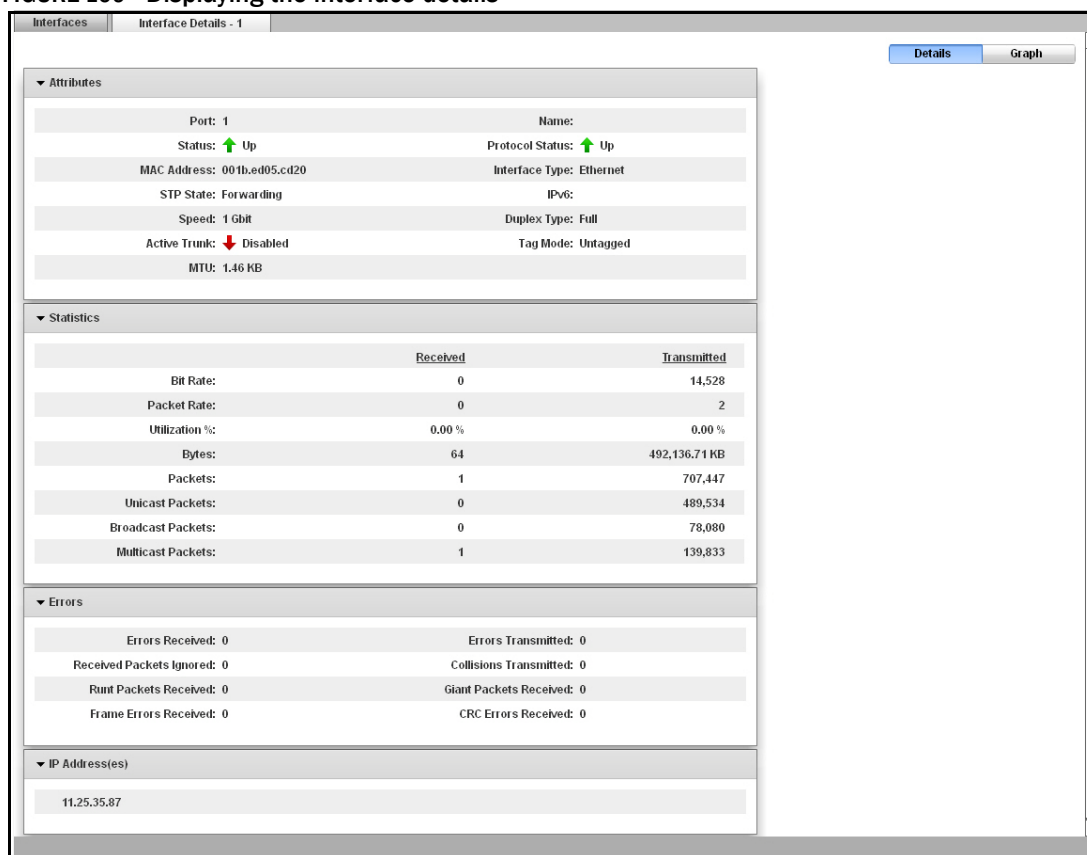 Displaying the interface details
Interfaces Interface Details - 1
Details Graph
Attributes
Port: 1 Name:
Status: Up Protocol Status: Up
MAC Address: 001b.ed05.cd20 Interface Type: Ethernet
STP State: Forwarding IPv6:
Speed: 1 Gbit Duplex Type: Full
Active Trunk: Disabled Tag Mode: Untagged
MTU: 1.46 KB
Statistics
Received Transmitted
Bit Rate: 0 14,528
Packet Rate: 0 2
Utilization %: 0.00 % 0.00 %
Bytes: 64 492,136.71 KB
Packets: 1 707,447
Unicast Packets: 0 489,534
Broadcast Packets: 0 78,080
Multicast Packets: 1 139,833
Errors
Errors Received: 0 Errors Transmitted: 0
Received Packets Ignored: 0 Collisions Transmitted: 0
Runt Packets Received: 0 Giant Packets Received: 0
Frame Errors Received: 0 CRC Errors Received: 0
IP Address(es)
11.25.35.87